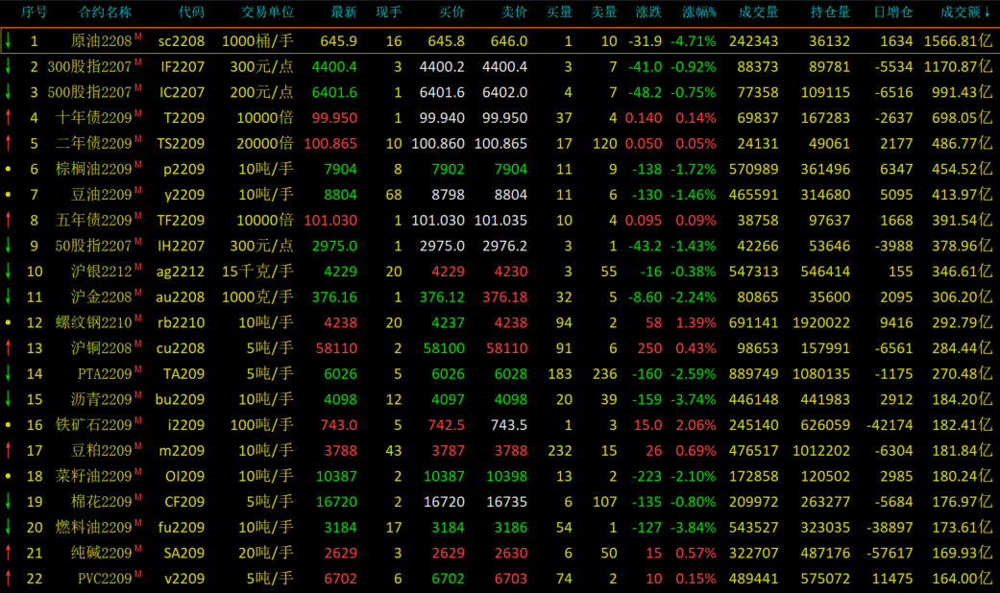 序号 合约名称 代码 交易单位 最新 现手 买价 卖价 买量 卖量 涨跌 涨幅% 成交量 持仓量 日增仓 成交额↓
↓ 1 原油2208 M sc2208 1000桶/手 645.9 16 645.8 646.0 1 10 -31.9 -4.71% 242343 36132 1634 1566.81亿
↓ 2 300股指2207 M IF2207 300元/点 4400.4 3 4400.2 4400.4 3 7 -41.0 -0.92% 88373 89781 -5534 1170.87亿
↓ 3 500股指2207 M IC2207 200元/点 6401.6 1 6401.6 6402.0 4 7 -48.2 -0.75% 77358 109115 -6516 991.43亿
↑ 4 十年债2209 M T2209 10000倍 99.950 1 99.940 99.950 37 4 0.140 0.14% 69837 167283 -2637 698.05亿
↑ 5 二年债2209 M TS2209 20000倍 100.865 10 100.860 100.865 17 120 0.050 0.05% 24131 49061 2177 486.77亿
• 6 棕榈油2209 M p2209 10吨/手 7904 8 7902 7904 11 9 -138 -1.72% 570989 361496 6347 454.52亿
• 7 豆油2209 M y2209 10吨/手 8804 68 8798 8804 11 6 -130 -1.46% 465591 314680 5095 413.97亿
↑ 8 五年债2209 M TF2209 10000倍 101.030 1 101.030 101.035 10 4 0.095 0.09% 38758 97637 1668 391.54亿
↓ 9 50股指2207 M IH2207 300元/点 2975.0 1 2975.0 2976.2 3 1 -43.2 -1.43% 42266 53646 -3988 378.96亿
↓ 10 沪银2212 M ag2212 15千克/手 4229 20 4229 4230 3 55 -16 -0.38% 547313 546414 155 346.61亿
↓ 11 沪金2208 M au2208 1000克/手 376.16 1 376.12 376.18 32 5 -8.60 -2.24% 80865 35600 2095 306.20亿
• 12 螺纹钢2210 M rb2210 10吨/手 4238 20 4237 4238 94 2 58 1.39% 691141 1920022 9416 292.79亿
↑ 13 沪铜2208 M cu2208 5吨/手 58110 2 58100 58110 91 6 250 0.43% 98653 157991 -6561 284.44亿
↓ 14 PTA2209 M TA209 5吨/手 6026 5 6026 6028 183 236 -160 -2.59% 889749 1080135 -1175 270.48亿
↓ 15 沥青2209 M bu2209 10吨/手 4098 12 4097 4098 20 39 -159 -3.74% 446148 441983 2912 184.20亿
• 16 铁矿石2209 M i2209 100吨/手 743.0 5 742.5 743.5 1 3 15.0 2.06% 245140 626059 -42174 182.41亿
↑ 17 豆粕2209 M m2209 10吨/手 3788 43 3787 3788 232 15 26 0.69% 476517 1012202 -6304 181.84亿
• 18 菜籽油2209 M OI209 10吨/手 10387 2 10387 10398 13 2 -223 -2.10% 172858 120502 2985 180.24亿
↓ 19 棉花2209 M CF209 5吨/手 16720 2 16720 16735 6 107 -135 -0.80% 209972 263277 -5684 176.97亿
↓ 20 燃料油2209 M fu2209 10吨/手 3184 17 3184 3186 54 1 -127 -3.84% 543527 323035 -38897 173.61亿
↑ 21 纯碱2209 M SA209 20吨/手 2629 3 2629 2630 6 50 15 0.57% 322707 487176 -57617 169.93亿
↑ 22 PVC2209 M v2209 5吨/手 6702 6 6702 6703 74 2 10 0.15% 489441 575072 11475 164.00亿